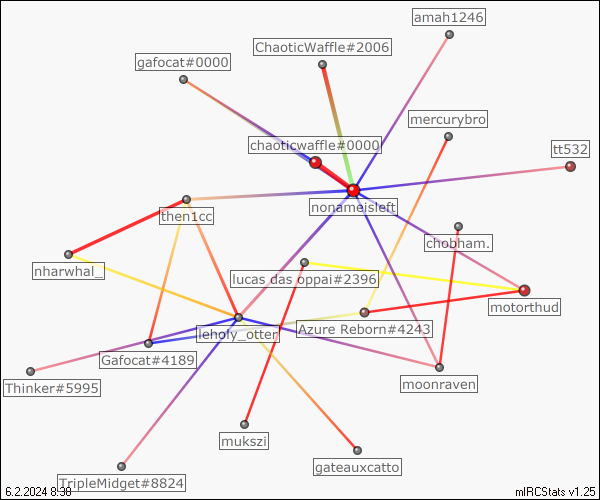 amah1246
ChaoticWaffle#2006
gafocat#0000
mercurybro
chaoticwaffle#0000
tt532
nonameisleft
then1cc
chobham.
nharwhal_
lucas das oppai#2396
motorthud
Azure Reborn#4243
leholy_otter
Gafocat#4189
Thinker#5995
moonraven
mukszi
gateauxcatto
TripleMidget#8824
6.2.2024 8:38
mIRCStats v1.25